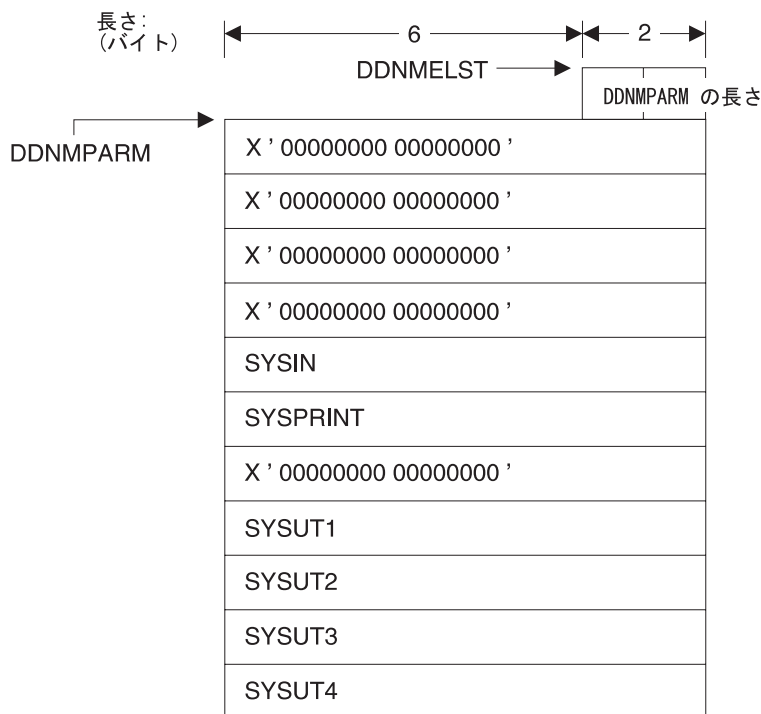 長さ:
(バイト)
6
2
DDNMELST
DDNMPARM の長さ
DDNMPARM
X ' 00000000 00000000 '
X ' 00000000 00000000 '
X ' 00000000 00000000 '
X ' 00000000 00000000 '
SYSIN
SYSPRINT
X ' 00000000 00000000 '
SYSUT1
SYSUT2
SYSUT3
SYSUT4